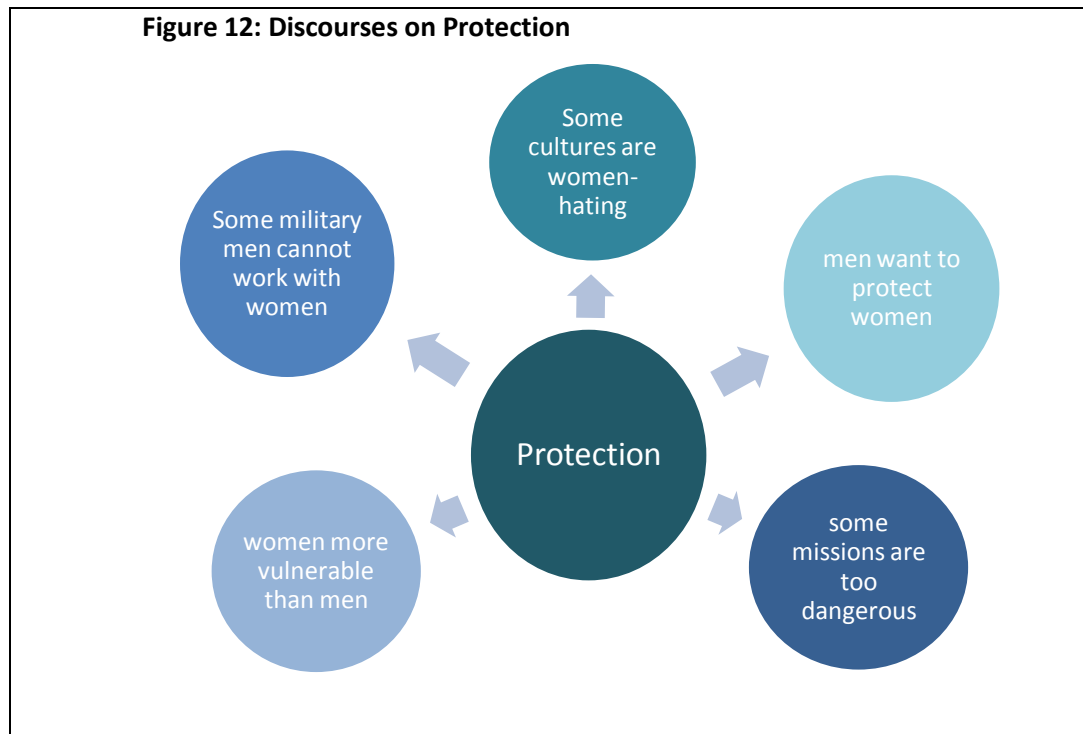 Figure 12: Discourses on Protection
Some
cultures are
women-
hating
Some military
men cannot
work with
women
men want to
protect
women
Protection
women more
vulnerable
than men
some
missions are
too
dangerous